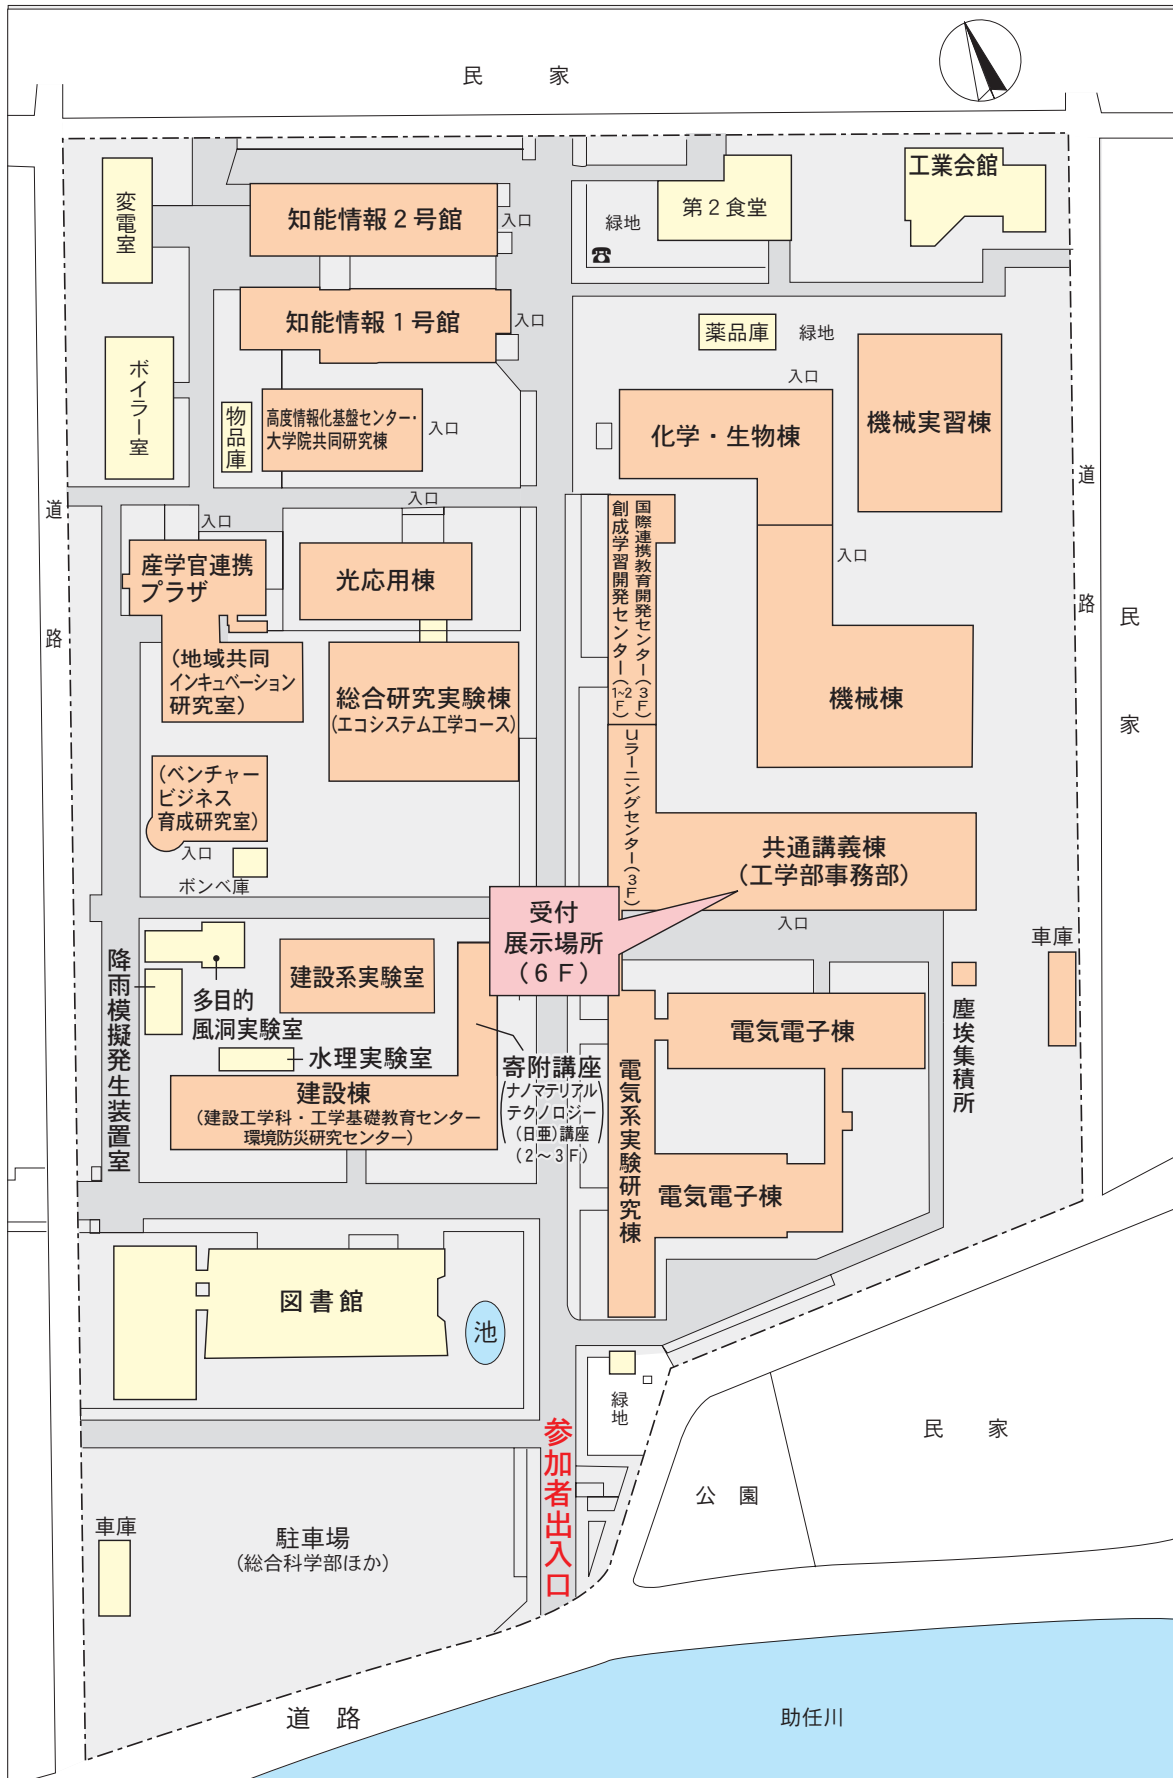 民 家
変電室
知能情報２号館
入口
緑地
第２食堂
工業会館
知能情報１号館
入口
薬品庫
緑地
ボイラー室
物品庫
高度情報化基盤センター・
大学院共同研究棟
入口
入口
化学・生物棟
機械実習棟
道 路
道 路
入口
入口
産学官連携
プラザ
光応用棟
創成学習開発センター(1~2F)
国際連携教育開発センター(3F)
入口
民 家
(地域共同
インキュベーション
研究室)
総合研究実験棟
(エコシステム工学コース)
機械棟
Uラーニングセンター(3F)
(ベンチャー
ビジネス
育成研究室)
入口
ボンベ庫
共通講義棟
(工学部事務部)
受付
展示場所
(６Ｆ)
入口
車庫
降雨模擬発生装置室
多目的
風洞実験室
建設系実験室
水理実験室
寄附講座
(ナノマテリアル
テクノロジー
(日亜)講座
(２～３Ｆ))
電気電子棟
塵埃集積所
建設棟
(建設工学科・工学基礎教育センター
環境防災研究センター)
電気系実験研究棟
電気電子棟
図書館
池
緑地
参加者出入口
民 家
公 園
車庫
駐車場
(総合科学部ほか)
道 路
助任川